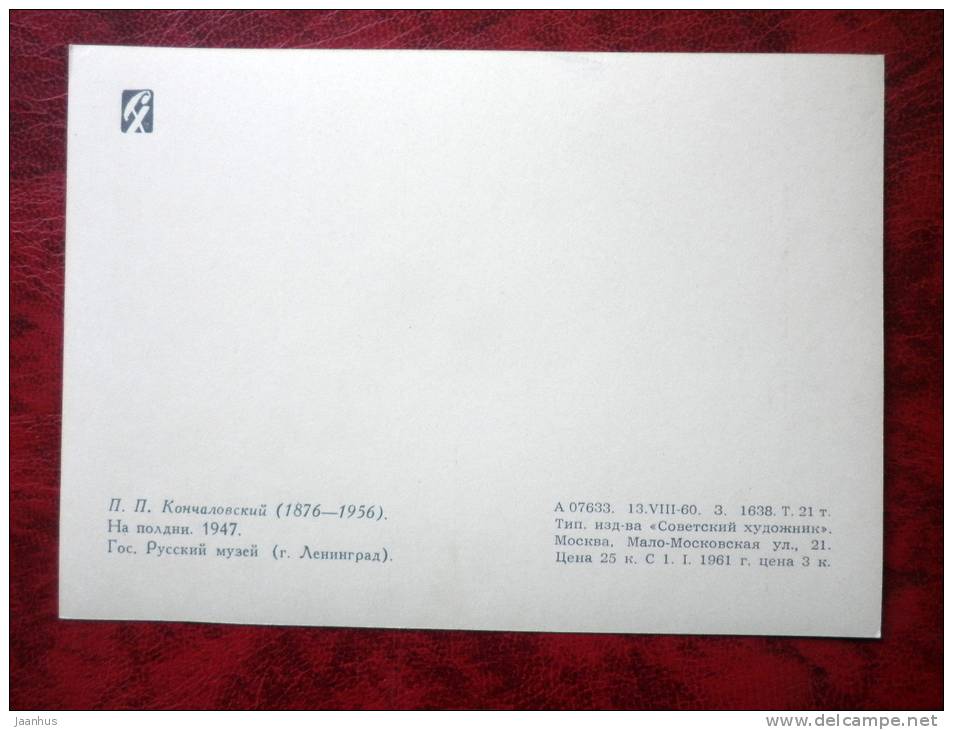 П. П. Кончаловский (1876—1956).
На полдни. 1947.
Гос. Русский музей (г. Ленинград).
А 07633. 13.VIII-60. З. 1638. Т. 21 т.
Тип. изд-ва «Советский художник».
Москва, Мало-Московская ул., 21.
Цена 25 к. С 1. I. 1961 г. цена 3 к.
jaanhus
www.delcampe.net